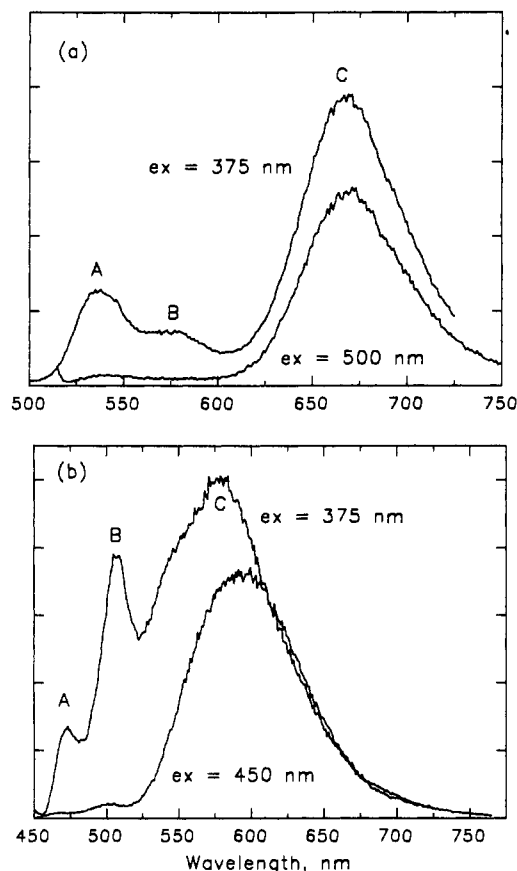 (a)
C
ex = 375 nm
A
B
ex = 500 nm
500 550 600 650 700 750
(b)
B
C
ex = 375 nm
A
ex = 450 nm
450 500 550 600 650 700 750
Wavelength, nm